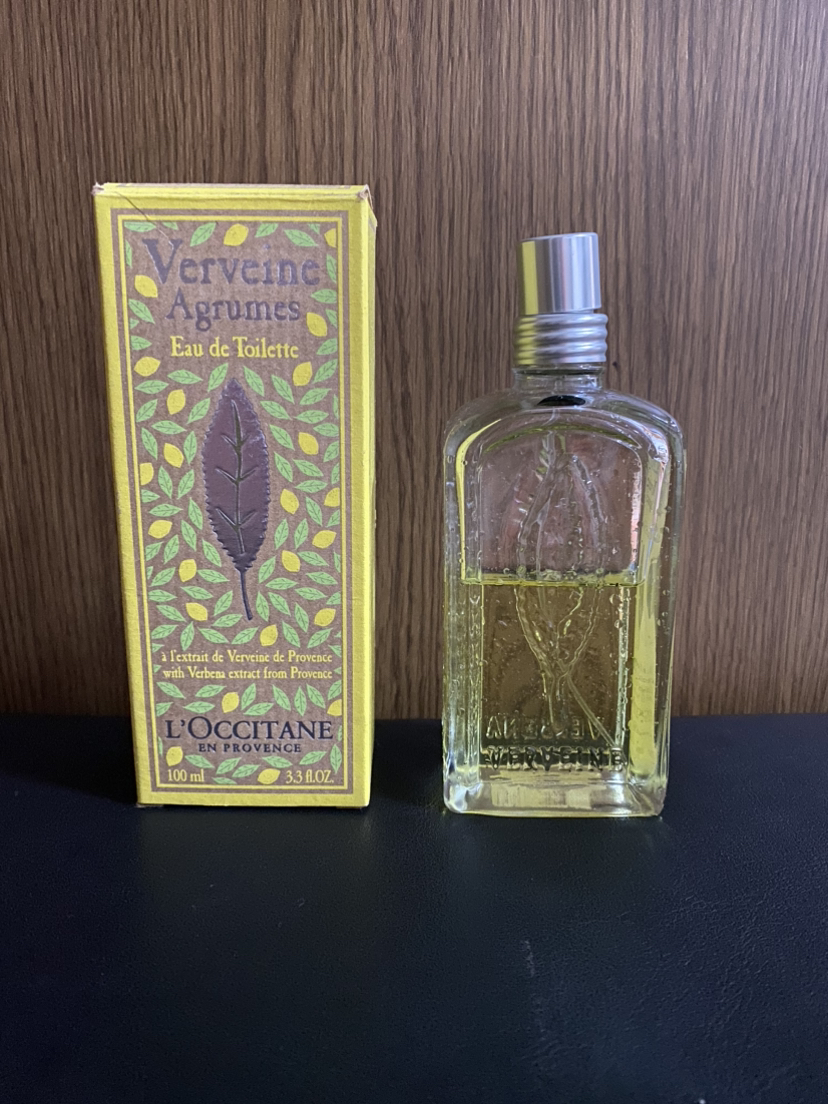 Verveine
Agrumes
Eau de Toilette
à l'extrait de Verveine de Provence
with Verbena extract from Provence
L'OCCITANE
EN PROVENCE
100 ml 3.3 fl.OZ.
VERVEINE